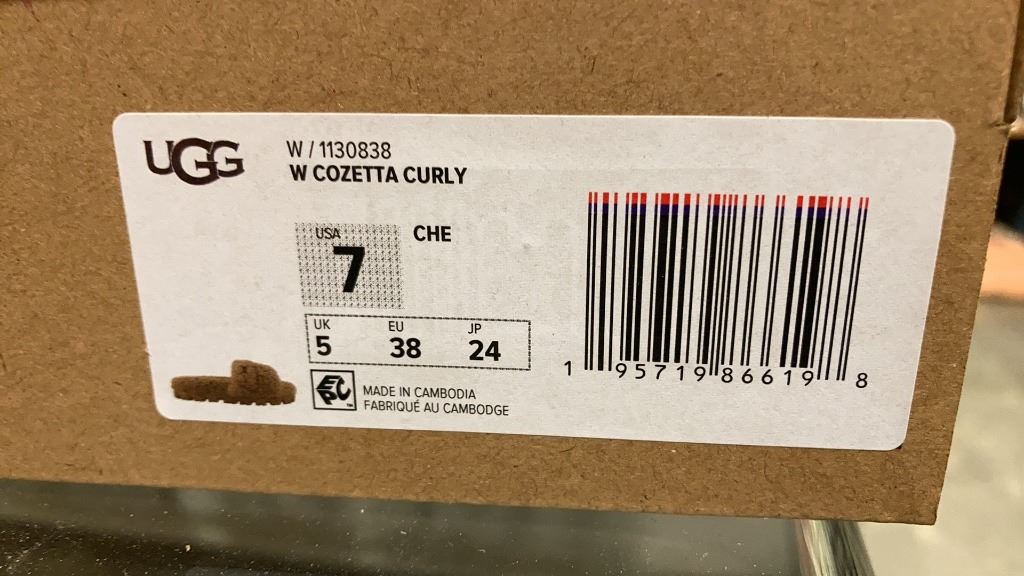 UGG
W / 1130838
W COZETTA CURLY
USA
7
CHE
UK
5
EU
38
JP
24
EPC
MADE IN CAMBODIA
FABRIQUÉ AU CAMBODGE
1 95719 86619 8